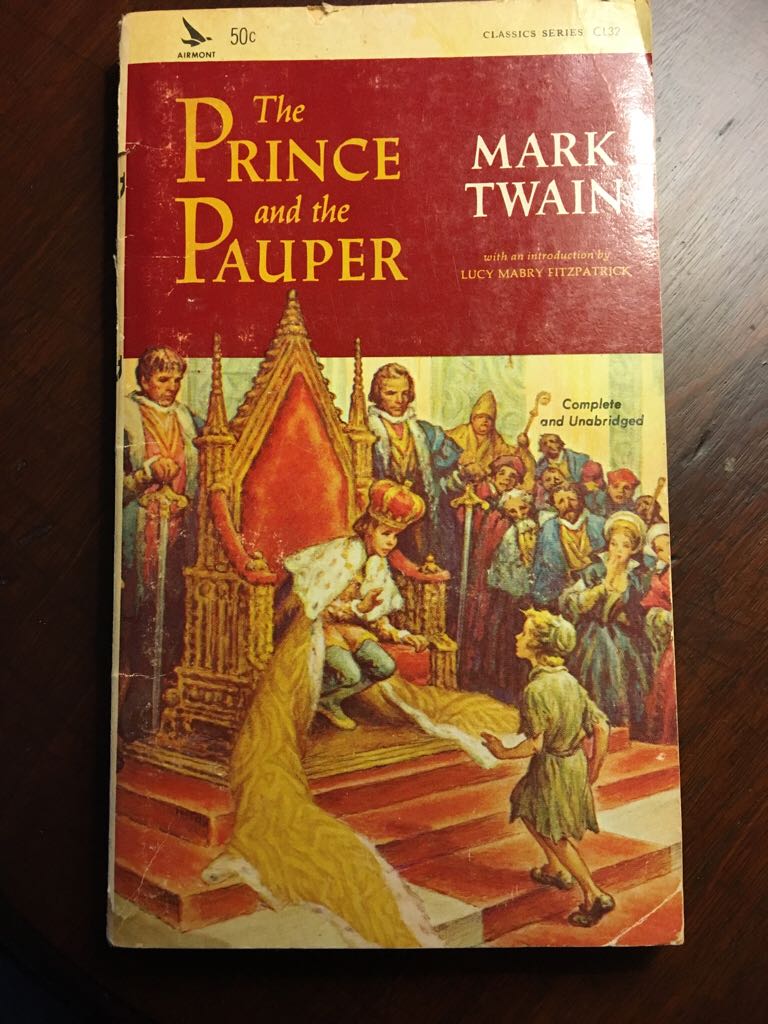 AIRMONT
50c
CLASSICS SERIES CL32
The
PRINCE
and the
PAUPER
MARK
TWAIN
with an introduction by
LUCY MABRY FITZPATRICK
Complete
and Unabridged